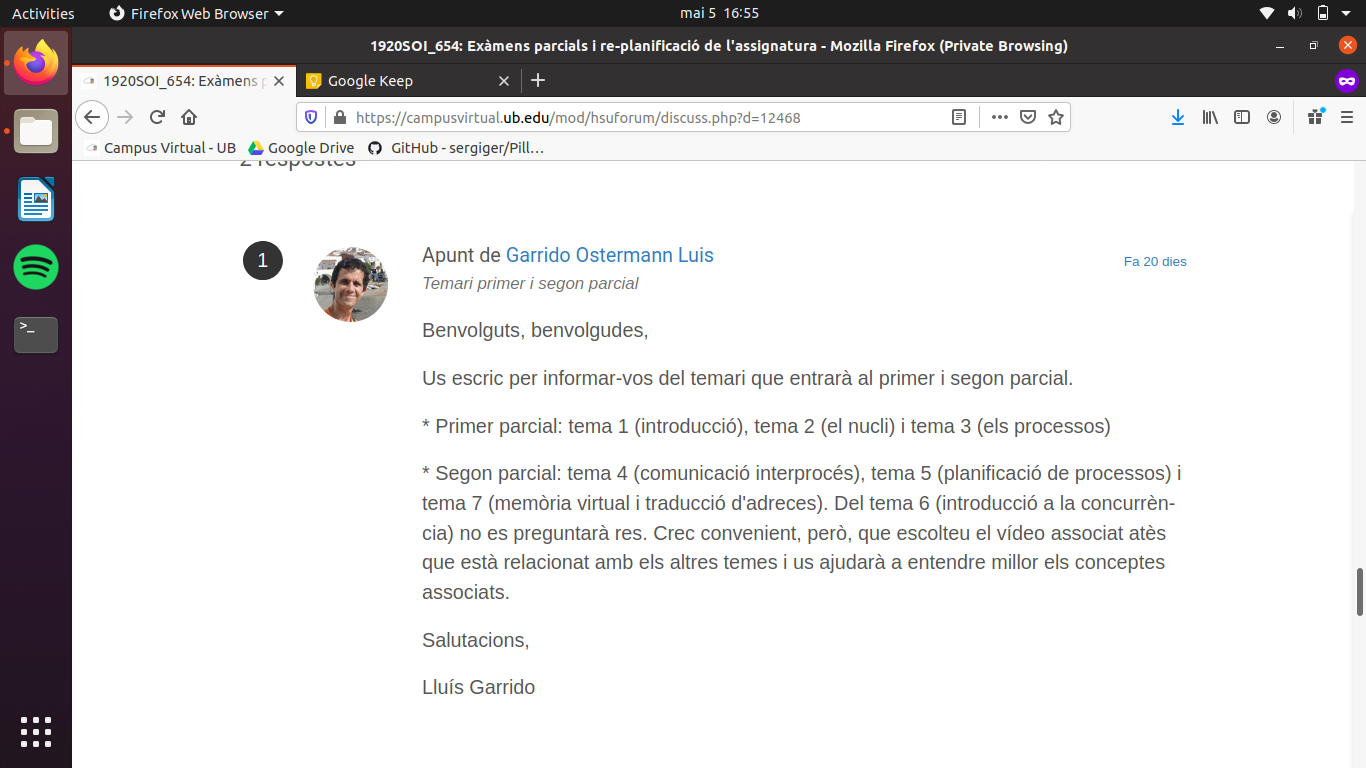 Activities
Firefox Web Browser
mai 5 16:55
1920SOI_654: Exàmens parcials i re-planificació de l'assignatura - Mozilla Firefox (Private Browsing)
1920SOI_654: Exàmens p
Google Keep
https://campusvirtual.ub.edu/mod/hsuforum/discuss.php?d=12468
Campus Virtual - UB
Google Drive
GitHub - sergiger/Pill…
2 respostes
1
Apunt de Garrido Ostermann Luis
Fa 20 dies
Temari primer i segon parcial
Benvolguts, benvolgudes,
Us escric per informar-vos del temari que entrarà al primer i segon parcial.
* Primer parcial: tema 1 (introducció), tema 2 (el nucli) i tema 3 (els processos)
* Segon parcial: tema 4 (comunicació interprocés), tema 5 (planificació de processos) i
tema 7 (memòria virtual i traducció d'adreces). Del tema 6 (introducció a la concurrèn-
cia) no es preguntarà res. Crec convenient, però, que escolteu el vídeo associat atès
que està relacionat amb els altres temes i us ajudarà a entendre millor els conceptes
associats.
Salutacions,
Lluís Garrido